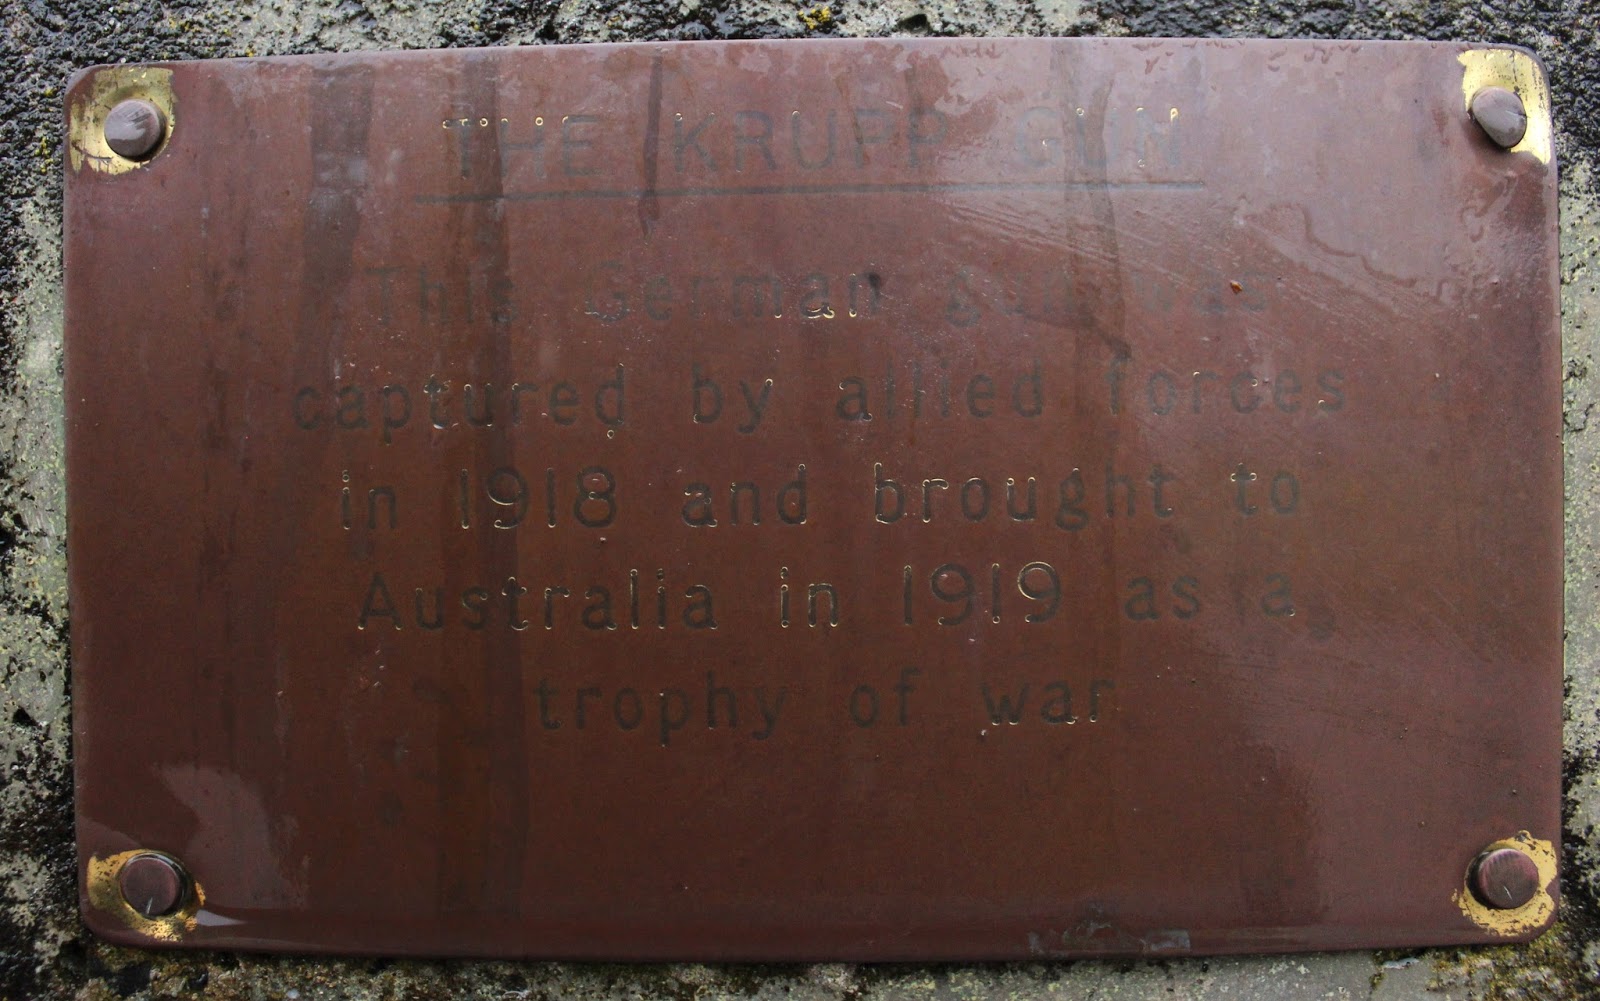 THE KRUPP GUN
This German gun was
captured by allied forces
in 1918 and brought to
Australia in 1919 as a
trophy of war